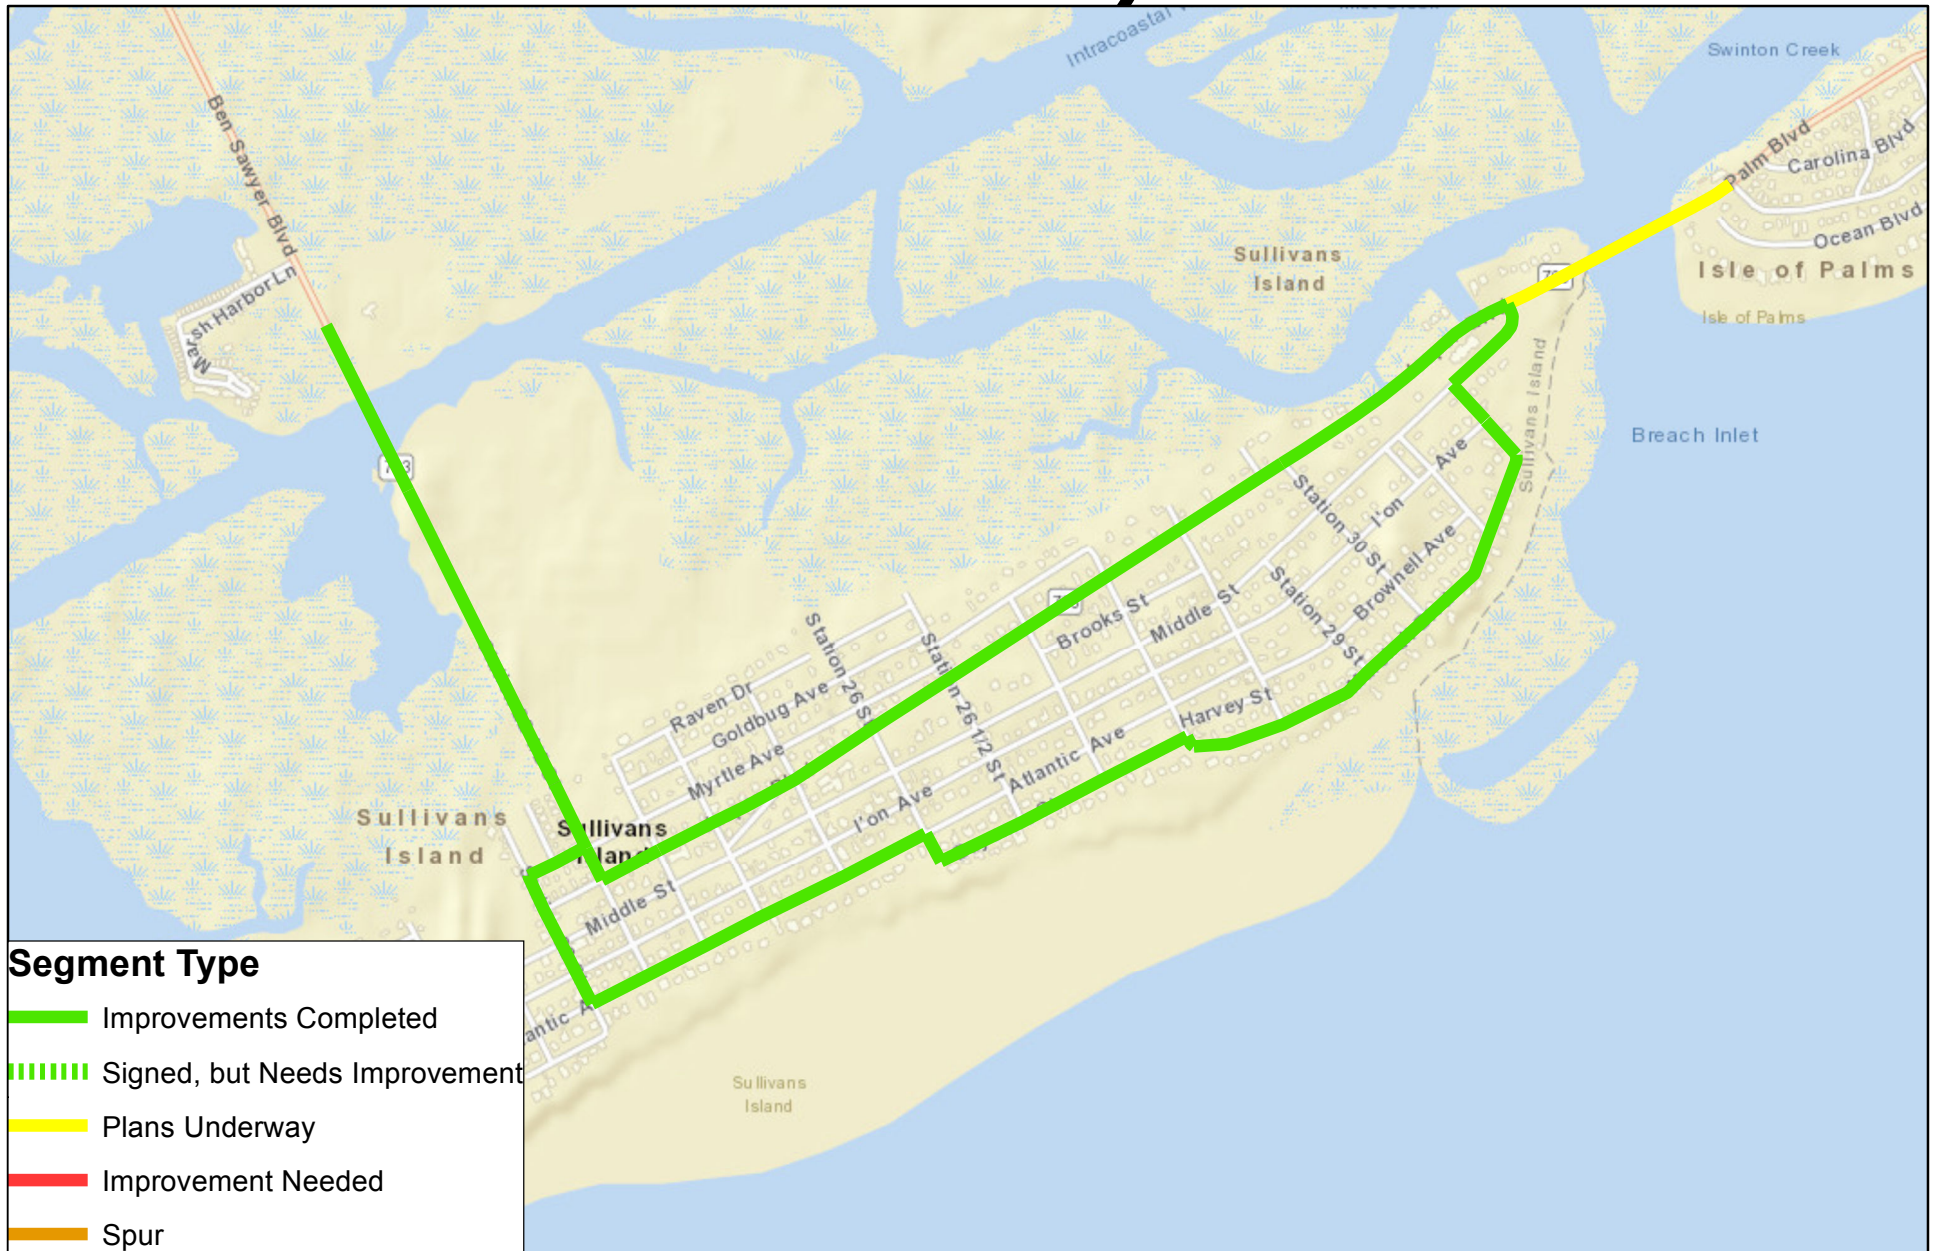 Intracoastal
Swinton Creek
Ben Sawyer Blvd
Palm Blvd
Carolina Blvd
Ocean Blvd
Isle of Palms
Isle of Palms
Sullivans
Island
Marsh Harbor Ln
Sullivans Island
Breach Inlet
Station 30 St
I'on Ave
Brownell Ave
Station 29 St
Brooks St
Middle St
Station 26 St
Station 26 1/2 St
Raven Dr
Goldbug Ave
Myrtle Ave
Harvey St
Atlantic Ave
I'on Ave
Sullivans
Island
Sullivans
Island
Middle St
Sullivans
Island
Segment Type
Improvements Completed
Signed, but Needs Improvement
Plans Underway
Improvement Needed
Spur